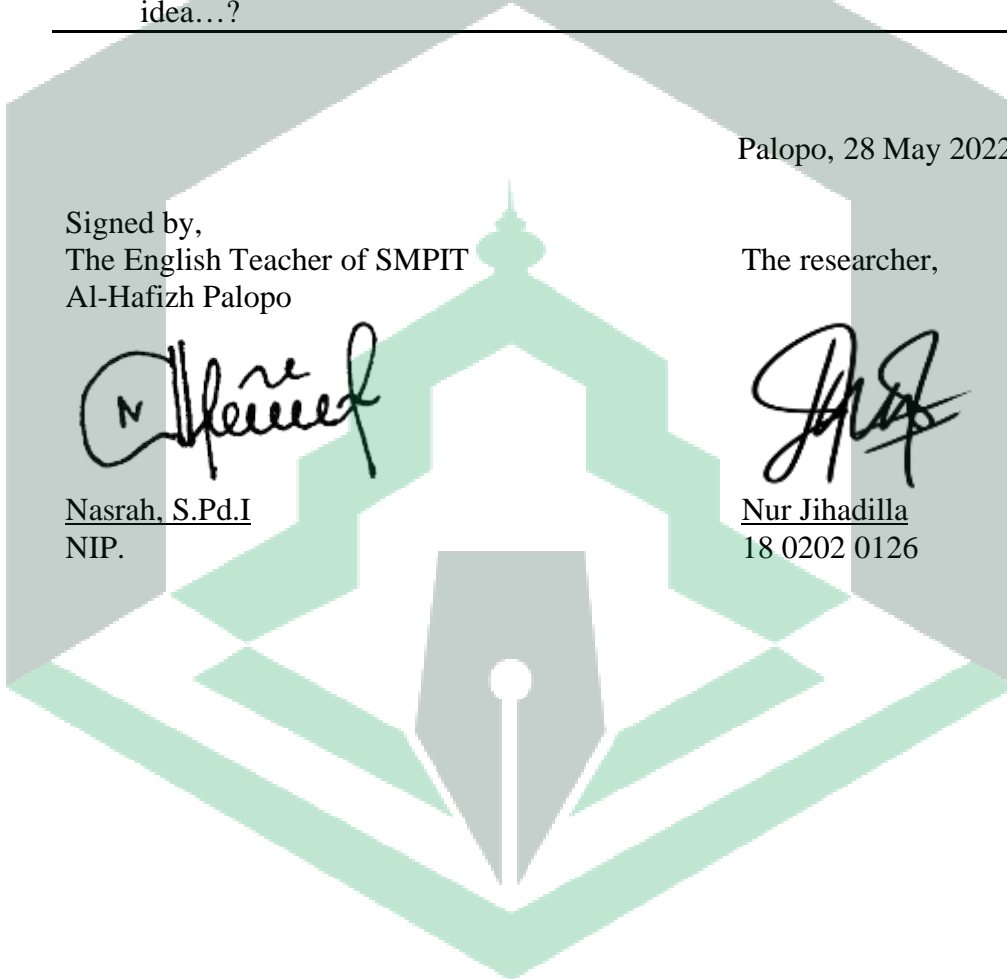 idea…?
Palopo, 28 May 2022
Signed by,
The English Teacher of SMPIT
Al-Hafizh Palopo
The researcher,
Nasrah, S.Pd.I
NIP.
Nur Jihadilla
18 0202 0126